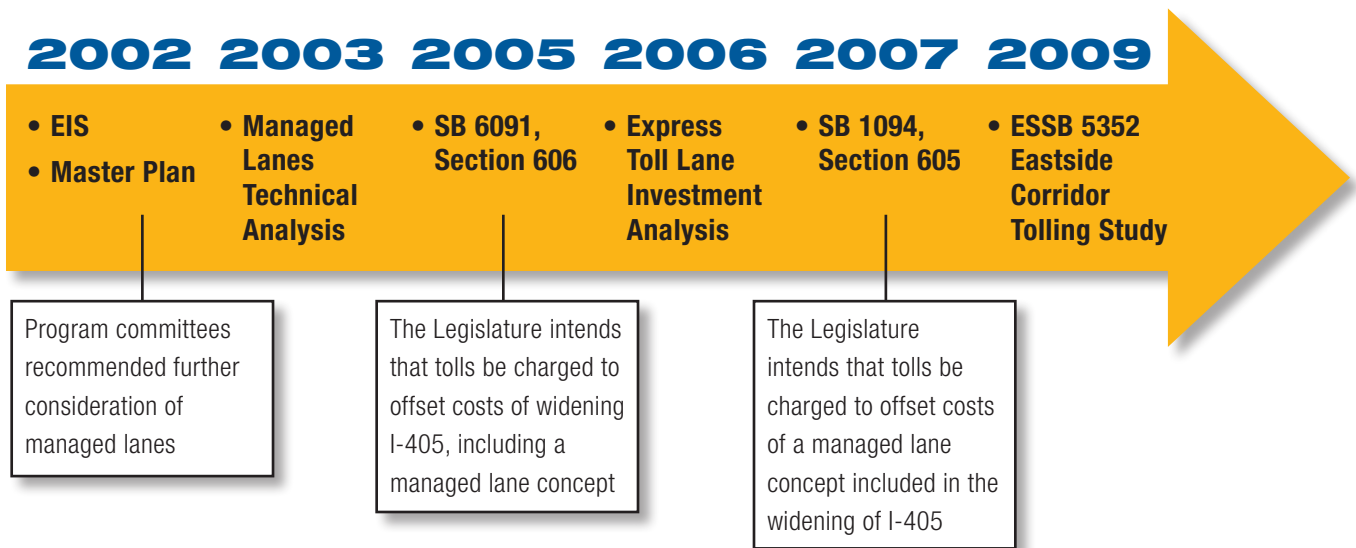 2002 2003 2005 2006 2007 2009
• EIS
• Master Plan
• Managed
Lanes
Technical
Analysis
• SB 6091,
Section 606
• Express
Toll Lane
Investment
Analysis
• SB 1094,
Section 605
• ESSB 5352
Eastside
Corridor
Tolling Study
Program committees
recommended further
consideration of
managed lanes
The Legislature intends
that tolls be charged to
offset costs of widening
I-405, including a
managed lane concept
The Legislature
intends that tolls be
charged to offset costs
of a managed lane
concept included in the
widening of I-405